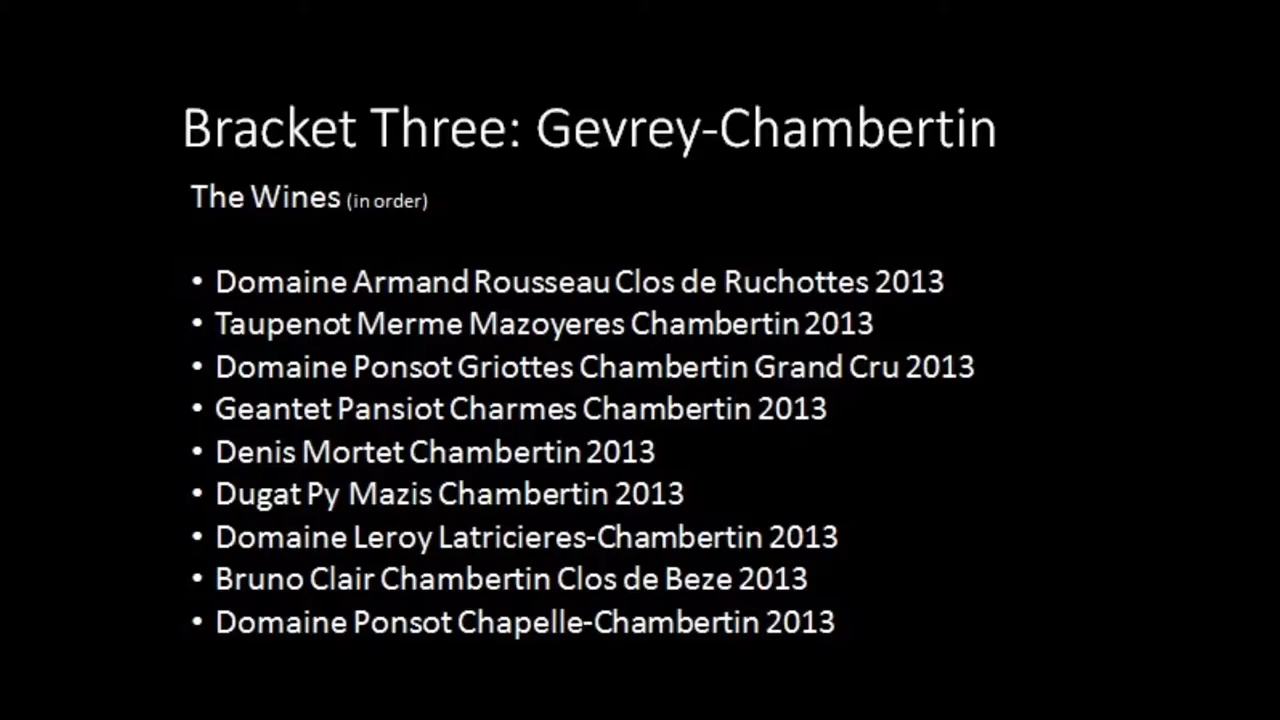 Bracket Three: Gevrey-Chambertin
The Wines (in order)
• Domaine Armand Rousseau Clos de Ruchottes 2013
• Taupenot Merme Mazoyeres Chambertin 2013
• Domaine Ponsot Griottes Chambertin Grand Cru 2013
• Geantet Pansiot Charmes Chambertin 2013
• Denis Mortet Chambertin 2013
• Dugat Py Mazis Chambertin 2013
• Domaine Leroy Latricieres-Chambertin 2013
• Bruno Clair Chambertin Clos de Beze 2013
• Domaine Ponsot Chapelle-Chambertin 2013